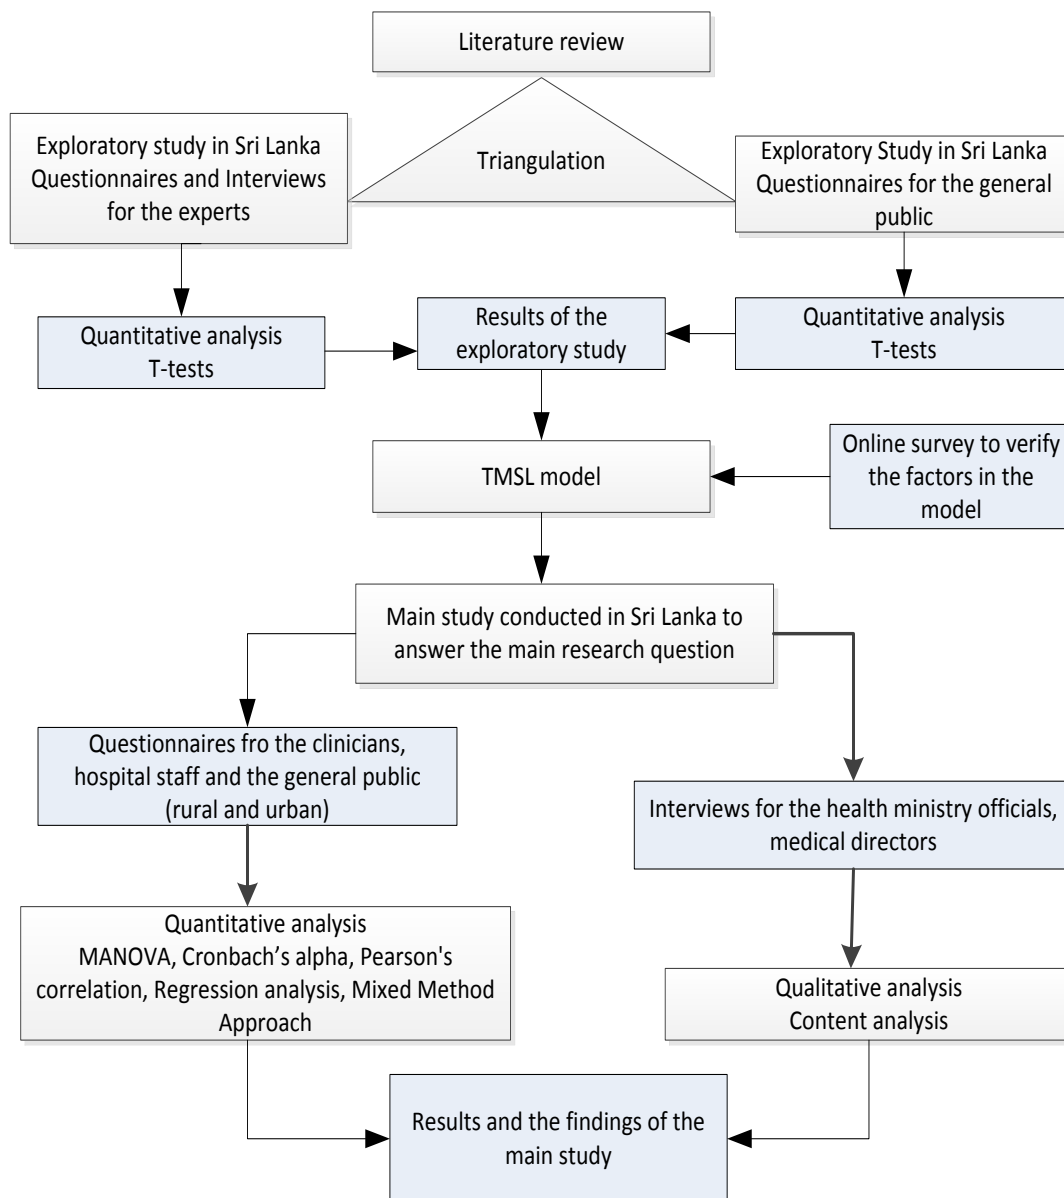 Literature review
Exploratory study in Sri Lanka
Questionnaires and Interviews
for the experts
Triangulation
Exploratory Study in Sri Lanka
Questionnaires for the general
public
Quantitative analysis
T-tests
Results of the
exploratory study
Quantitative analysis
T-tests
TMSL model
Online survey to verify
the factors in the
model
Main study conducted in Sri Lanka to
answer the main research question
Questionnaires fro the clinicians,
hospital staff and the general public
(rural and urban)
Interviews for the health ministry officials,
medical directors
Quantitative analysis
MANOVA, Cronbach’s alpha, Pearson's
correlation, Regression analysis, Mixed Method
Approach
Qualitative analysis
Content analysis
Results and the findings of the
main study